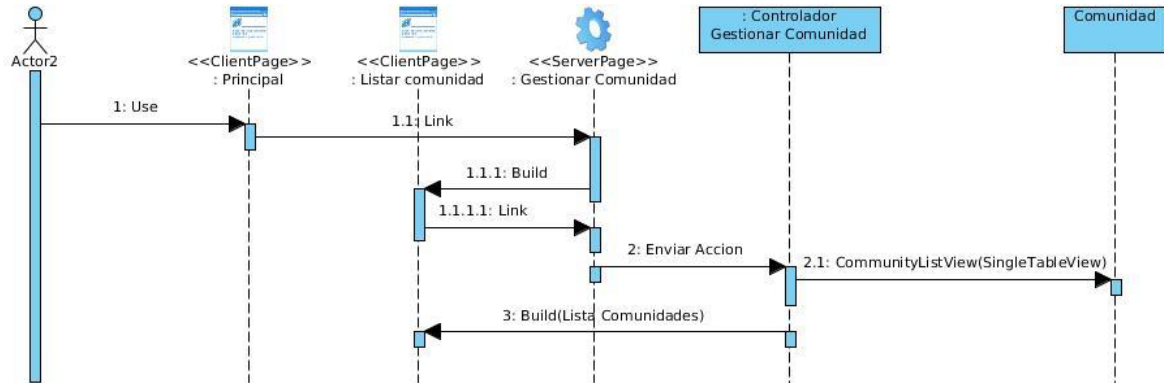 : Controlador
Gestionar Comunidad
Comunidad
Actor2
<<ClientPage>>
: Principal
<<ClientPage>>
: Listar comunidad
<<ServerPage>>
: Gestionar Comunidad
1: Use
1.1: Link
1.1.1: Build
1.1.1.1: Link
2: Enviar Accion
2.1: CommunityListView(SingleTableView)
3: Build(Lista Comunidades)